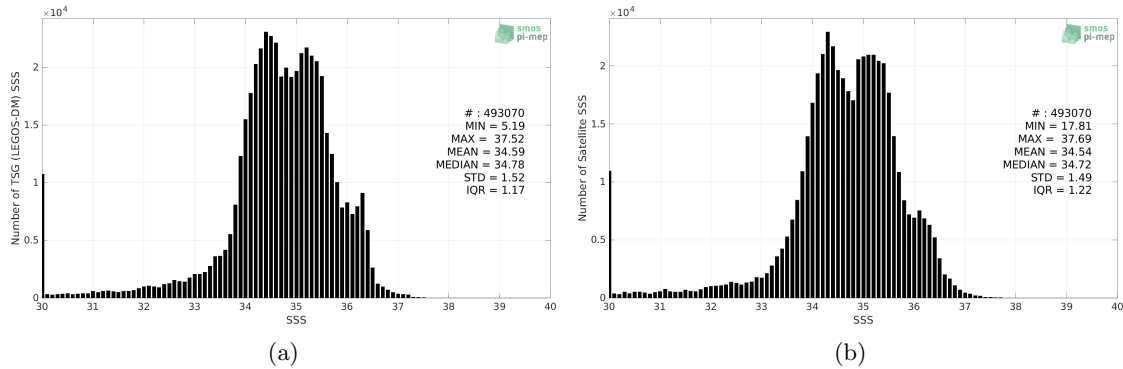 ×10⁴
smos
pi-mep
Number of TSG (LEGOS-DM) SSS
2
1.5
1
0.5
0
# : 493070
MIN = 5.19
MAX = 37.52
MEAN = 34.59
MEDIAN = 34.78
STD = 1.52
IQR = 1.17
30 31 32 33 34 35 36 37 38 39 40
SSS
(a)
×10⁴
smos
pi-mep
Number of Satellite SSS
2
1.5
1
0.5
0
# : 493070
MIN = 17.81
MAX = 37.69
MEAN = 34.54
MEDIAN = 34.72
STD = 1.49
IQR = 1.22
30 31 32 33 34 35 36 37 38 39 40
SSS
(b)